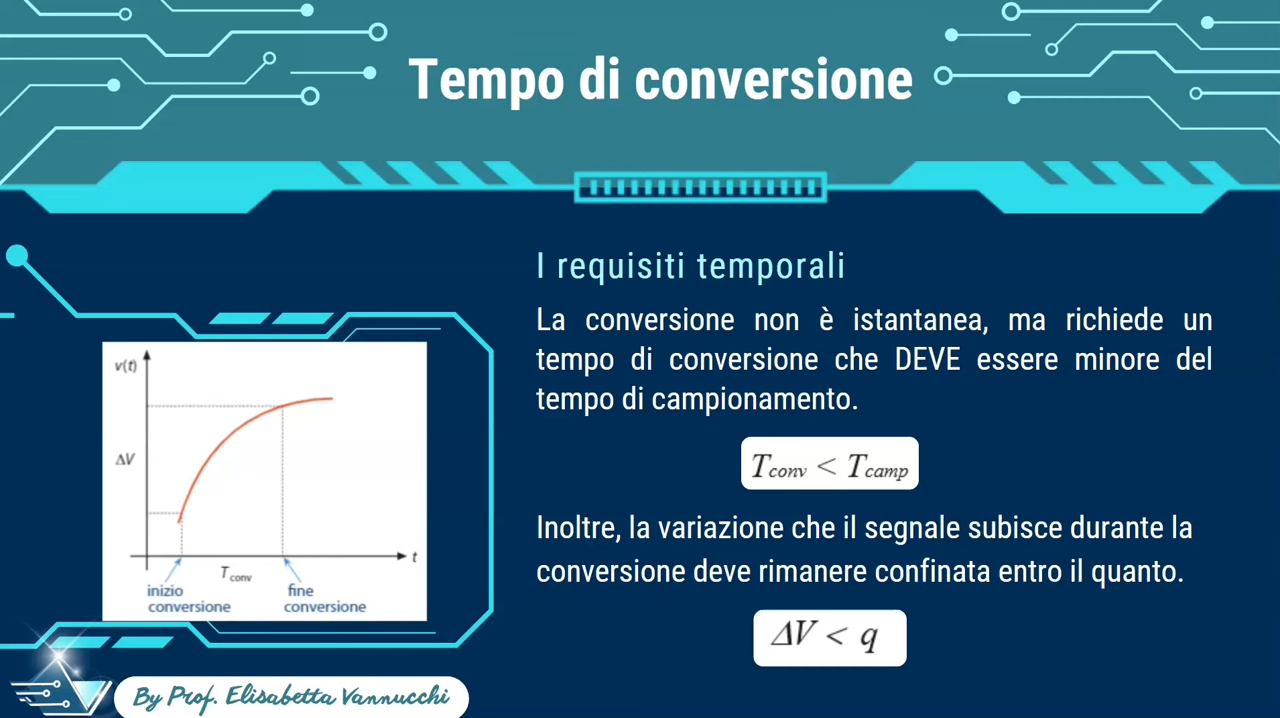 Tempo di conversione
I requisiti temporali
La conversione non è istantanea, ma richiede un
tempo di conversione che DEVE essere minore del
tempo di campionamento.
Tconv < Tcamp
Inoltre, la variazione che il segnale subisce durante la
conversione deve rimanere confinata entro il quanto.
ΔV < q
v(t)
ΔV
t
Tconv
inizio
conversione
fine
conversione
By Prof. Elisabetta Vannucchi